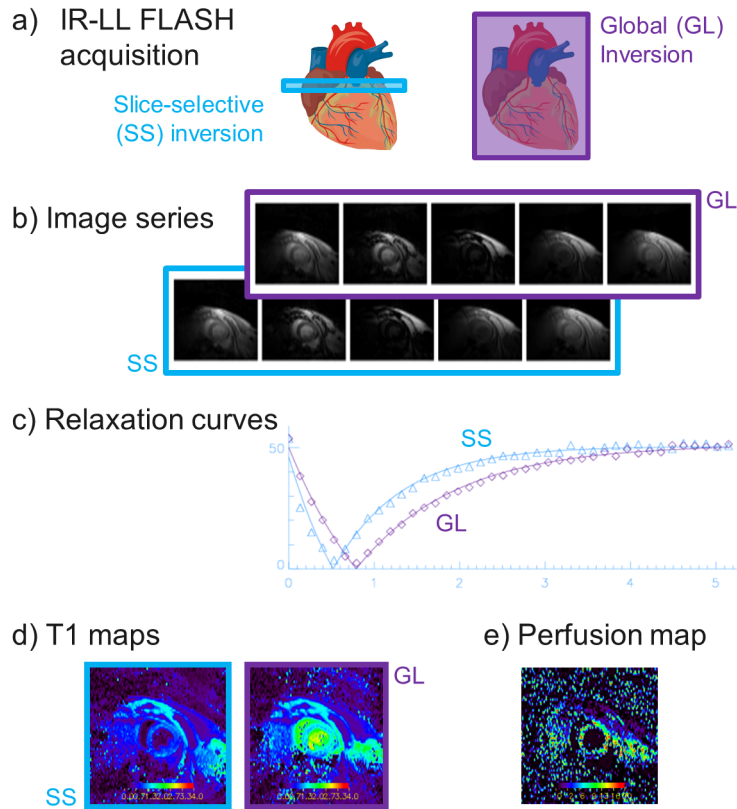 a) IR-LL FLASH
acquisition
Slice-selective
(SS) inversion
Global (GL)
Inversion
b) Image series
GL
SS
c) Relaxation curves
50
0
SS
GL
0 1 2 3 4 5
d) T1 maps
GL
SS
e) Perfusion map